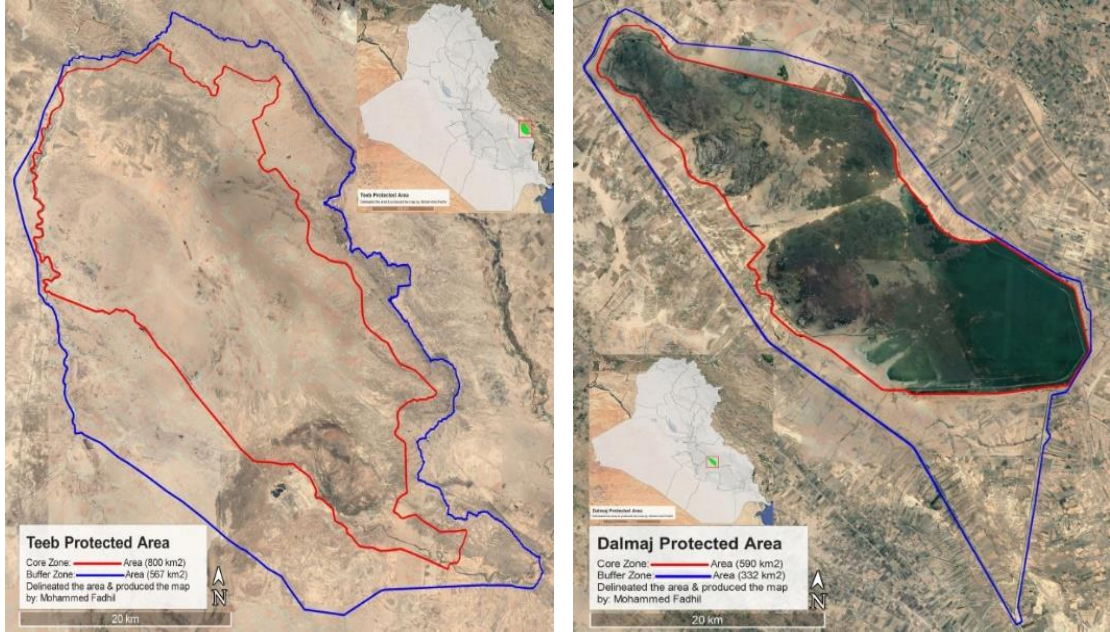 Teeb Protected Area
Teeb Protected Area
Core Zone: Area (800 km2)
Buffer Zone: Area (567 km2)
Delineated the area & produced the map
by: Mohammed Fadhil
N
20 km
Dalmaj Protected Area
Dalmaj Protected Area
Core Zone: Area (590 km2)
Buffer Zone: Area (332 km2)
Delineated the area & produced the map
by: Mohammed Fadhil
N
20 km